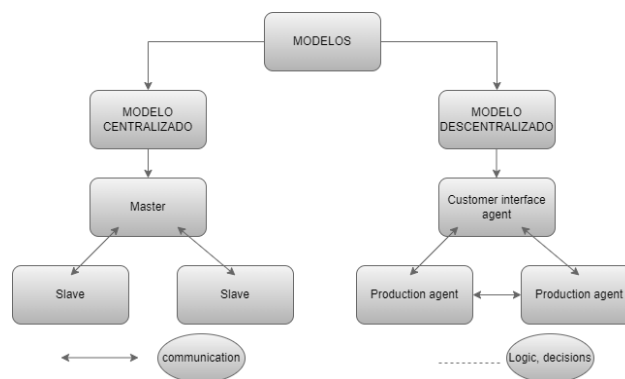 MODELOS
MODELO
CENTRALIZADO
MODELO
DESCENTRALIZADO
Master
Customer interface
agent
Slave
Slave
Production agent
Production agent
communication
Logic, decisions